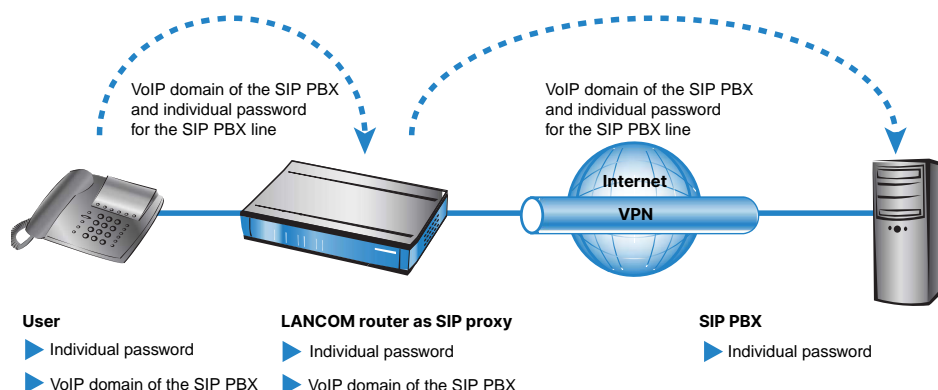 VoIP domain of the SIP PBX
and individual password
for the SIP PBX line
VoIP domain of the SIP PBX
and individual password
for the SIP PBX line
Internet
VPN
User
Individual password
VoIP domain of the SIP PBX
LANCOM router as SIP proxy
Individual password
VoIP domain of the SIP PBX
SIP PBX
Individual password